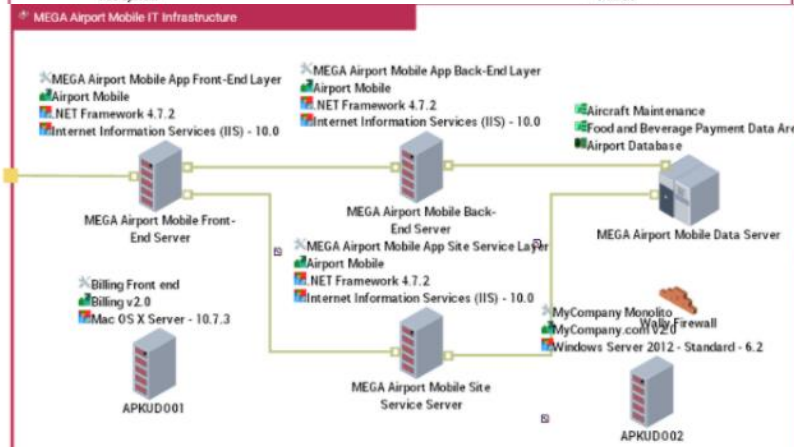 MEGA Airport Mobile IT Infrastructure
MEGA Airport Mobile App Front-End Layer
Airport Mobile
.NET Framework 4.7.2
Internet Information Services (IIS) - 10.0
MEGA Airport Mobile Front-
End Server
MEGA Airport Mobile App Back-End Layer
Airport Mobile
.NET Framework 4.7.2
Internet Information Services (IIS) - 10.0
MEGA Airport Mobile Back-
End Server
Aircraft Maintenance
Food and Beverage Payment Data Are
Airport Database
MEGA Airport Mobile Data Server
MEGA Airport Mobile App Site Service Layer
Airport Mobile
.NET Framework 4.7.2
Internet Information Services (IIS) - 10.0
MEGA Airport Mobile Site
Service Server
Billing Front end
Billing v2.0
Mac OS X Server - 10.7.3
APKUDO01
Wally Firewall
MyCompany Monolito
MyCompany.com v2.0
Windows Server 2012 - Standard - 6.2
APKUDO02